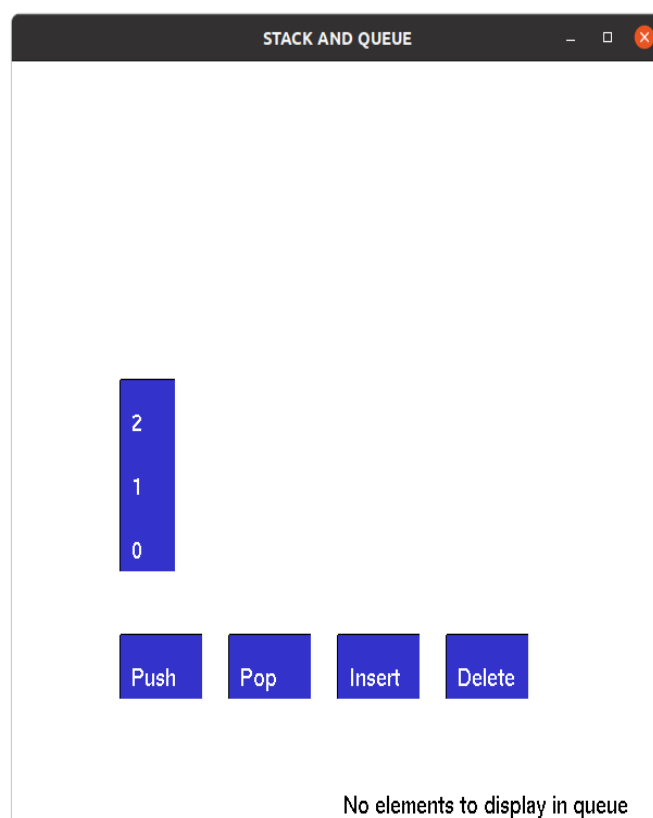 STACK AND QUEUE
2
1
0
Push Pop Insert Delete
No elements to display in queue